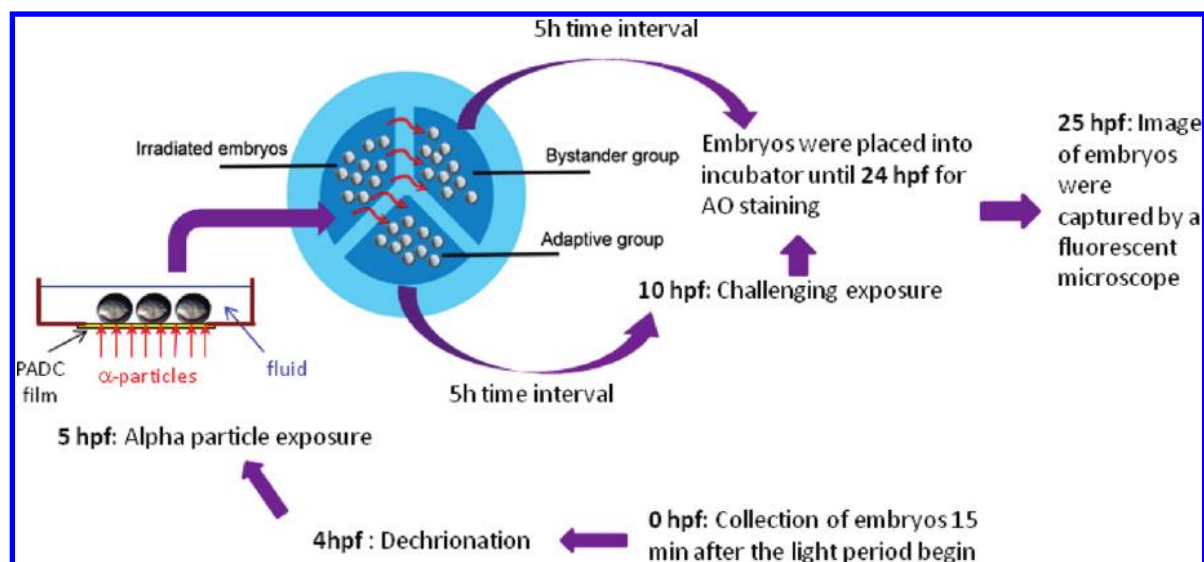 5h time interval
Irradiated embryos
Bystander group
Adaptive group
Embryos were placed into
incubator until 24 hpf for
AO staining
25 hpf: Image
of embryos
were
captured by a
fluorescent
microscope
10 hpf: Challenging exposure
PADC
film
α-particles
fluid
5h time interval
5 hpf: Alpha particle exposure
4hpf : Dechrionation
0 hpf: Collection of embryos 15
min after the light period begin